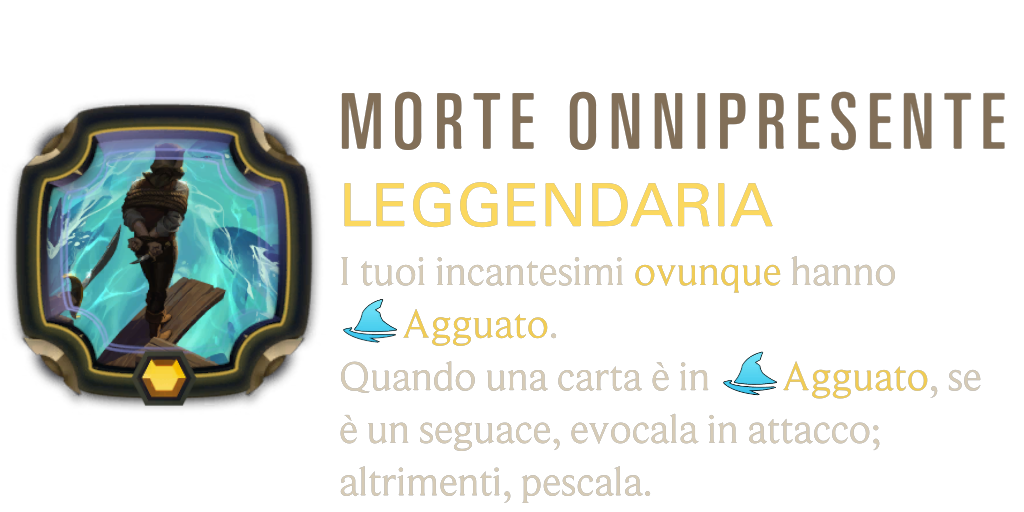 MORTE ONNIPRESENTE
LEGGENDARIA
I tuoi incantesimi ovunque hanno
Agguato.
Quando una carta è in Agguato, se
è un seguace, evocala in attacco;
altrimenti, pescala.